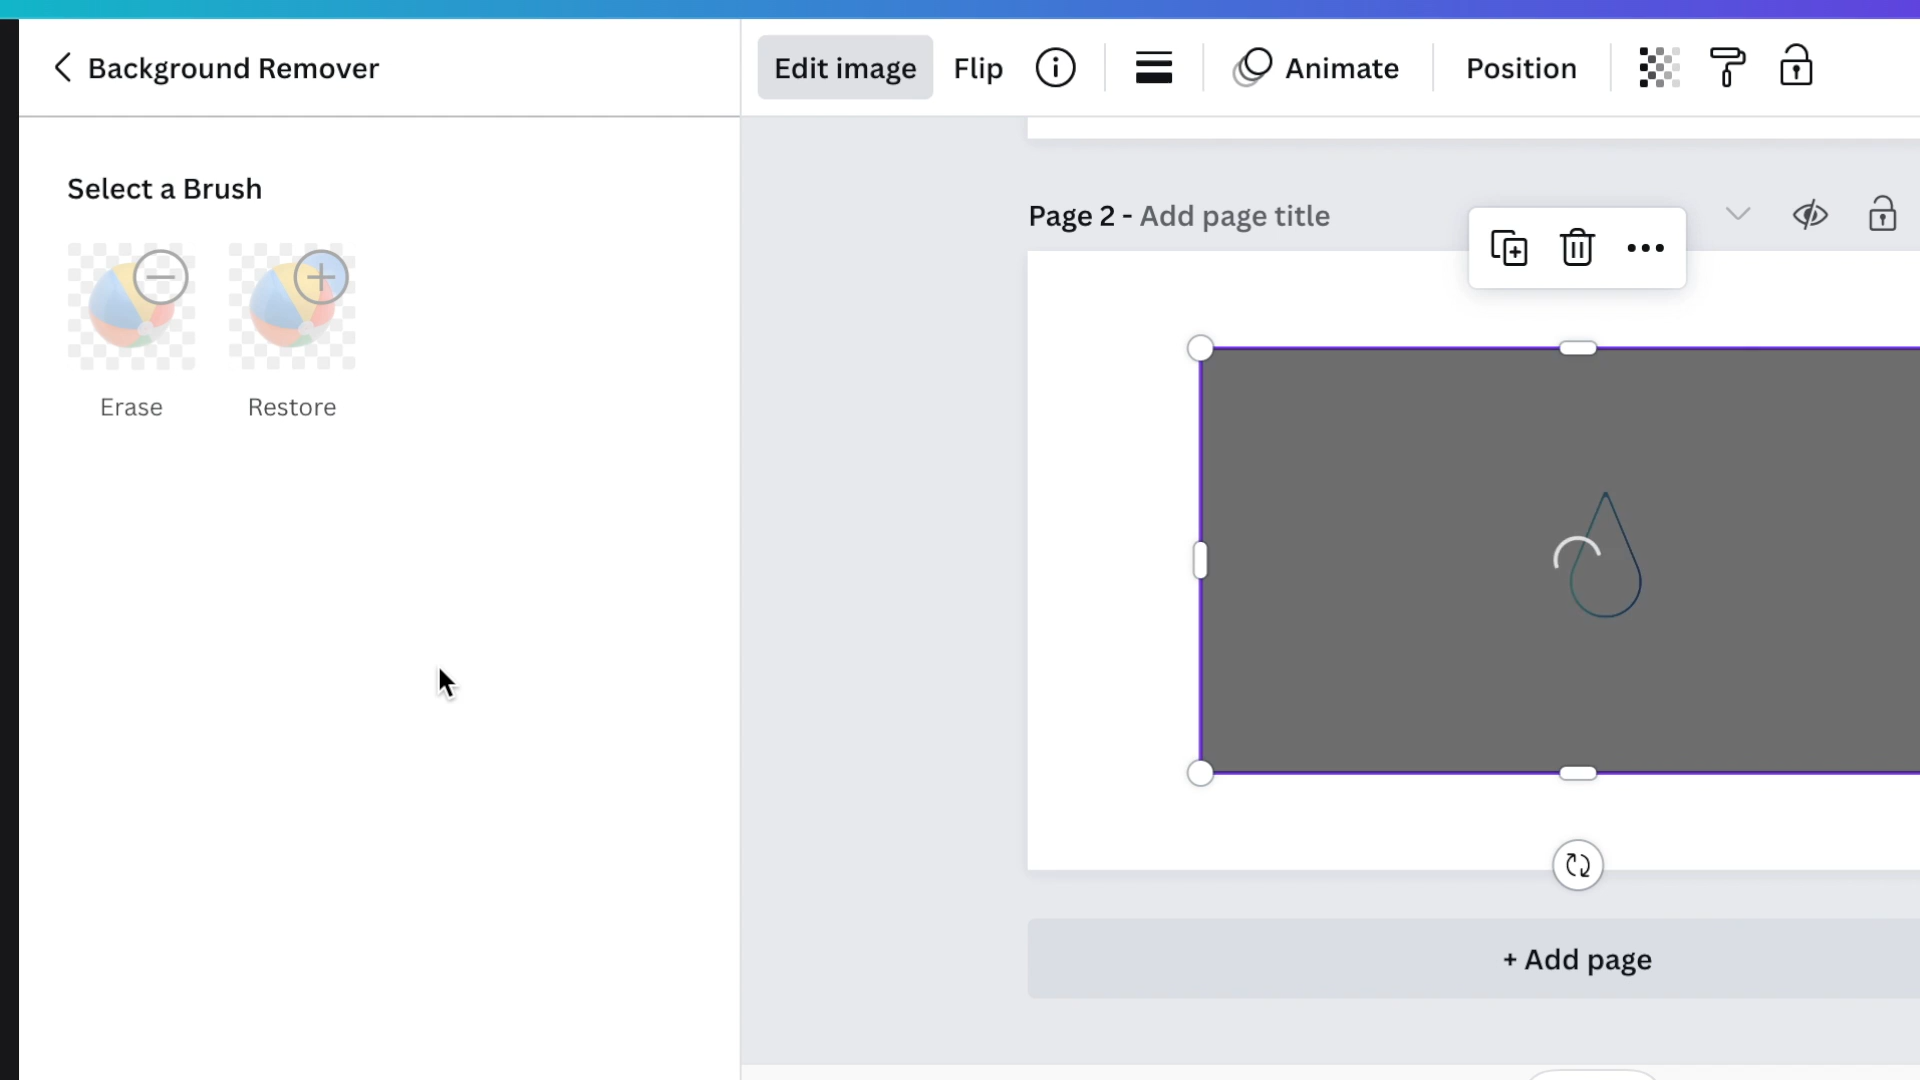 Background Remover
Edit image
Flip
Animate
Position
Select a Brush
Erase
Restore
Page 2 - Add page title
+ Add page